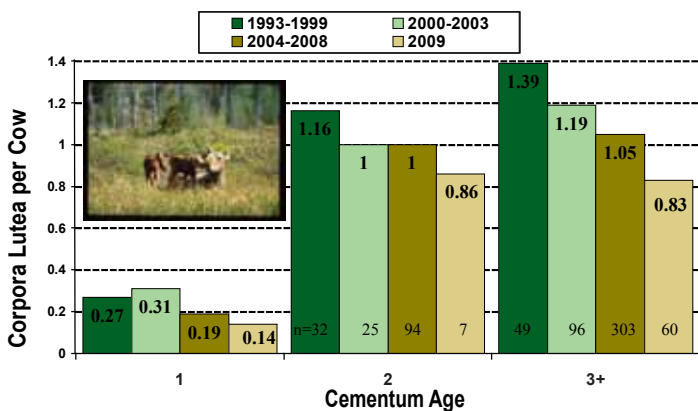 1993-1999 2000-2003
2004-2008 2009
Corpora Lutea per Cow
1.4
1.2
1
0.8
0.6
0.4
0.2
0
0.27 0.31 0.19 0.14
1.16 1 1 0.86
1.39 1.19 1.05 0.83
n=32 25 94 7
49 96 303 60
1 2 3+
Cementum Age